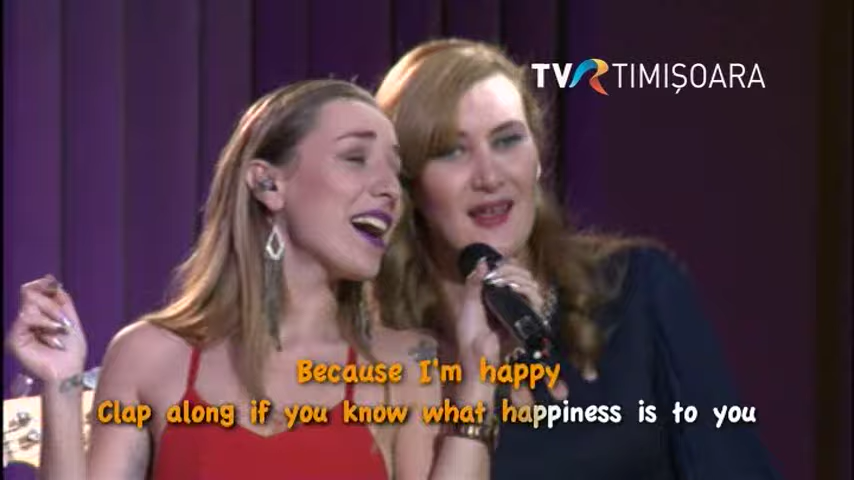 TVR TIMIȘOARA
Because I'm happy
Clap along if you know what happiness is to you